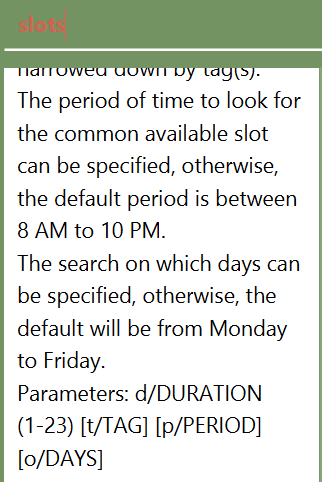 slots
narrowed down by tag(s).
The period of time to look for
the common available slot
can be specified, otherwise,
the default period is between
8 AM to 10 PM.
The search on which days can
be specified, otherwise, the
default will be from Monday
to Friday.
Parameters: d/DURATION
(1-23) [t/TAG] [p/PERIOD]
[o/DAYS]